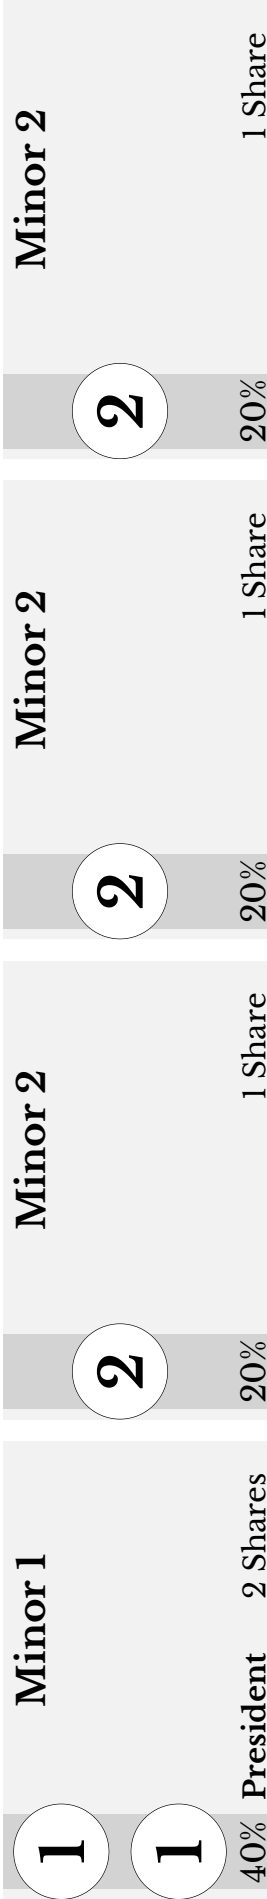 Minor 1
1
1
40% President 2 Shares
Minor 2
2
20% 1 Share
Minor 2
2
20% 1 Share
Minor 2
2
20% 1 Share